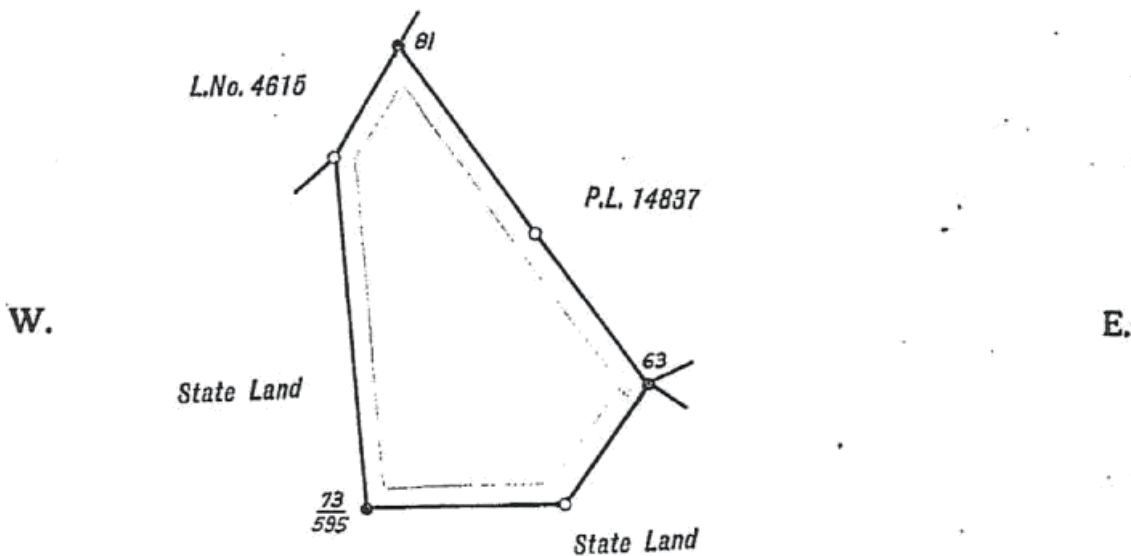 81
L.No. 4615
P.L. 14837
W.
E.
63
State Land
73
595
State Land